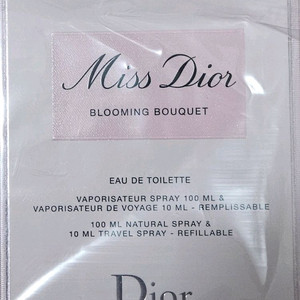 Miss Dior
BLOOMING BOUQUET
EAU DE TOILETTE
VAPORISATEUR SPRAY 100 ML &
VAPORISATEUR DE VOYAGE 10 ML - REMPLISSABLE
100 ML NATURAL SPRAY &
10 ML TRAVEL SPRAY - REFILLABLE
Dior